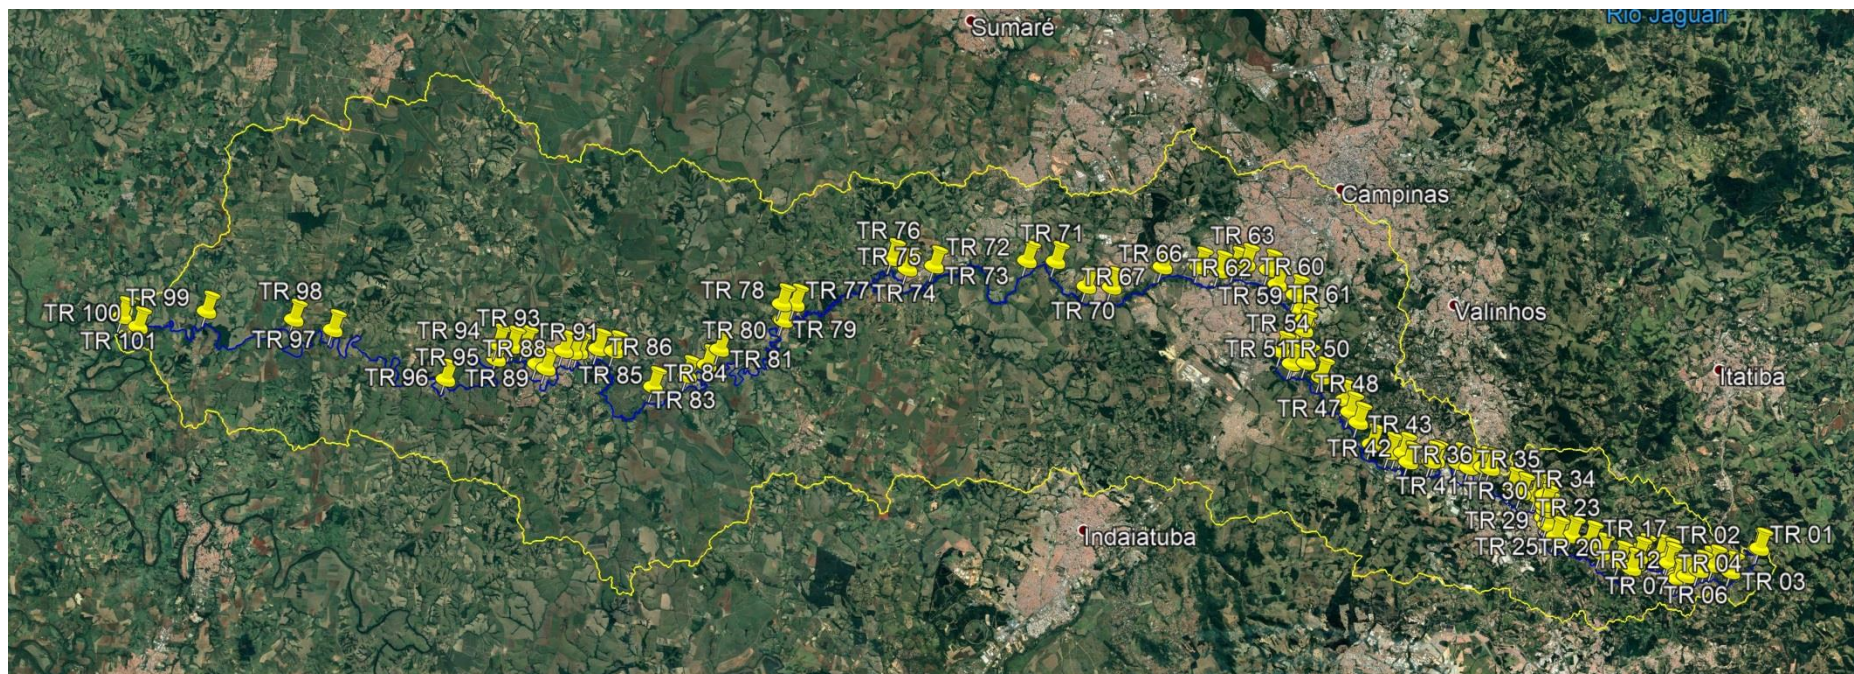 Rio Jaguari
Sumaré
Campinas
TR 76
TR 63
TR 72
TR 71
TR 66
TR 75
TR 62
TR 60
TR 73
TR 67
TR 98
TR 99
TR 78
TR 77
TR 74
TR 59
TR 61
TR 100
TR 70
Valinhos
TR 93
TR 54
TR 94
TR 91
TR 80
TR 79
TR 101
TR 97
TR 88
TR 86
TR 51
TR 50
TR 95
TR 81
TR 96
TR 89
TR 85
TR 84
Itatiba
TR 48
TR 83
TR 47
TR 43
TR 42
TR 36
TR 35
TR 34
TR 41
TR 30
TR 23
TR 29
TR 17
TR 02
TR 01
Indaiatuba
TR 25
TR 20
TR 12
TR 04
TR 07
TR 06
TR 03